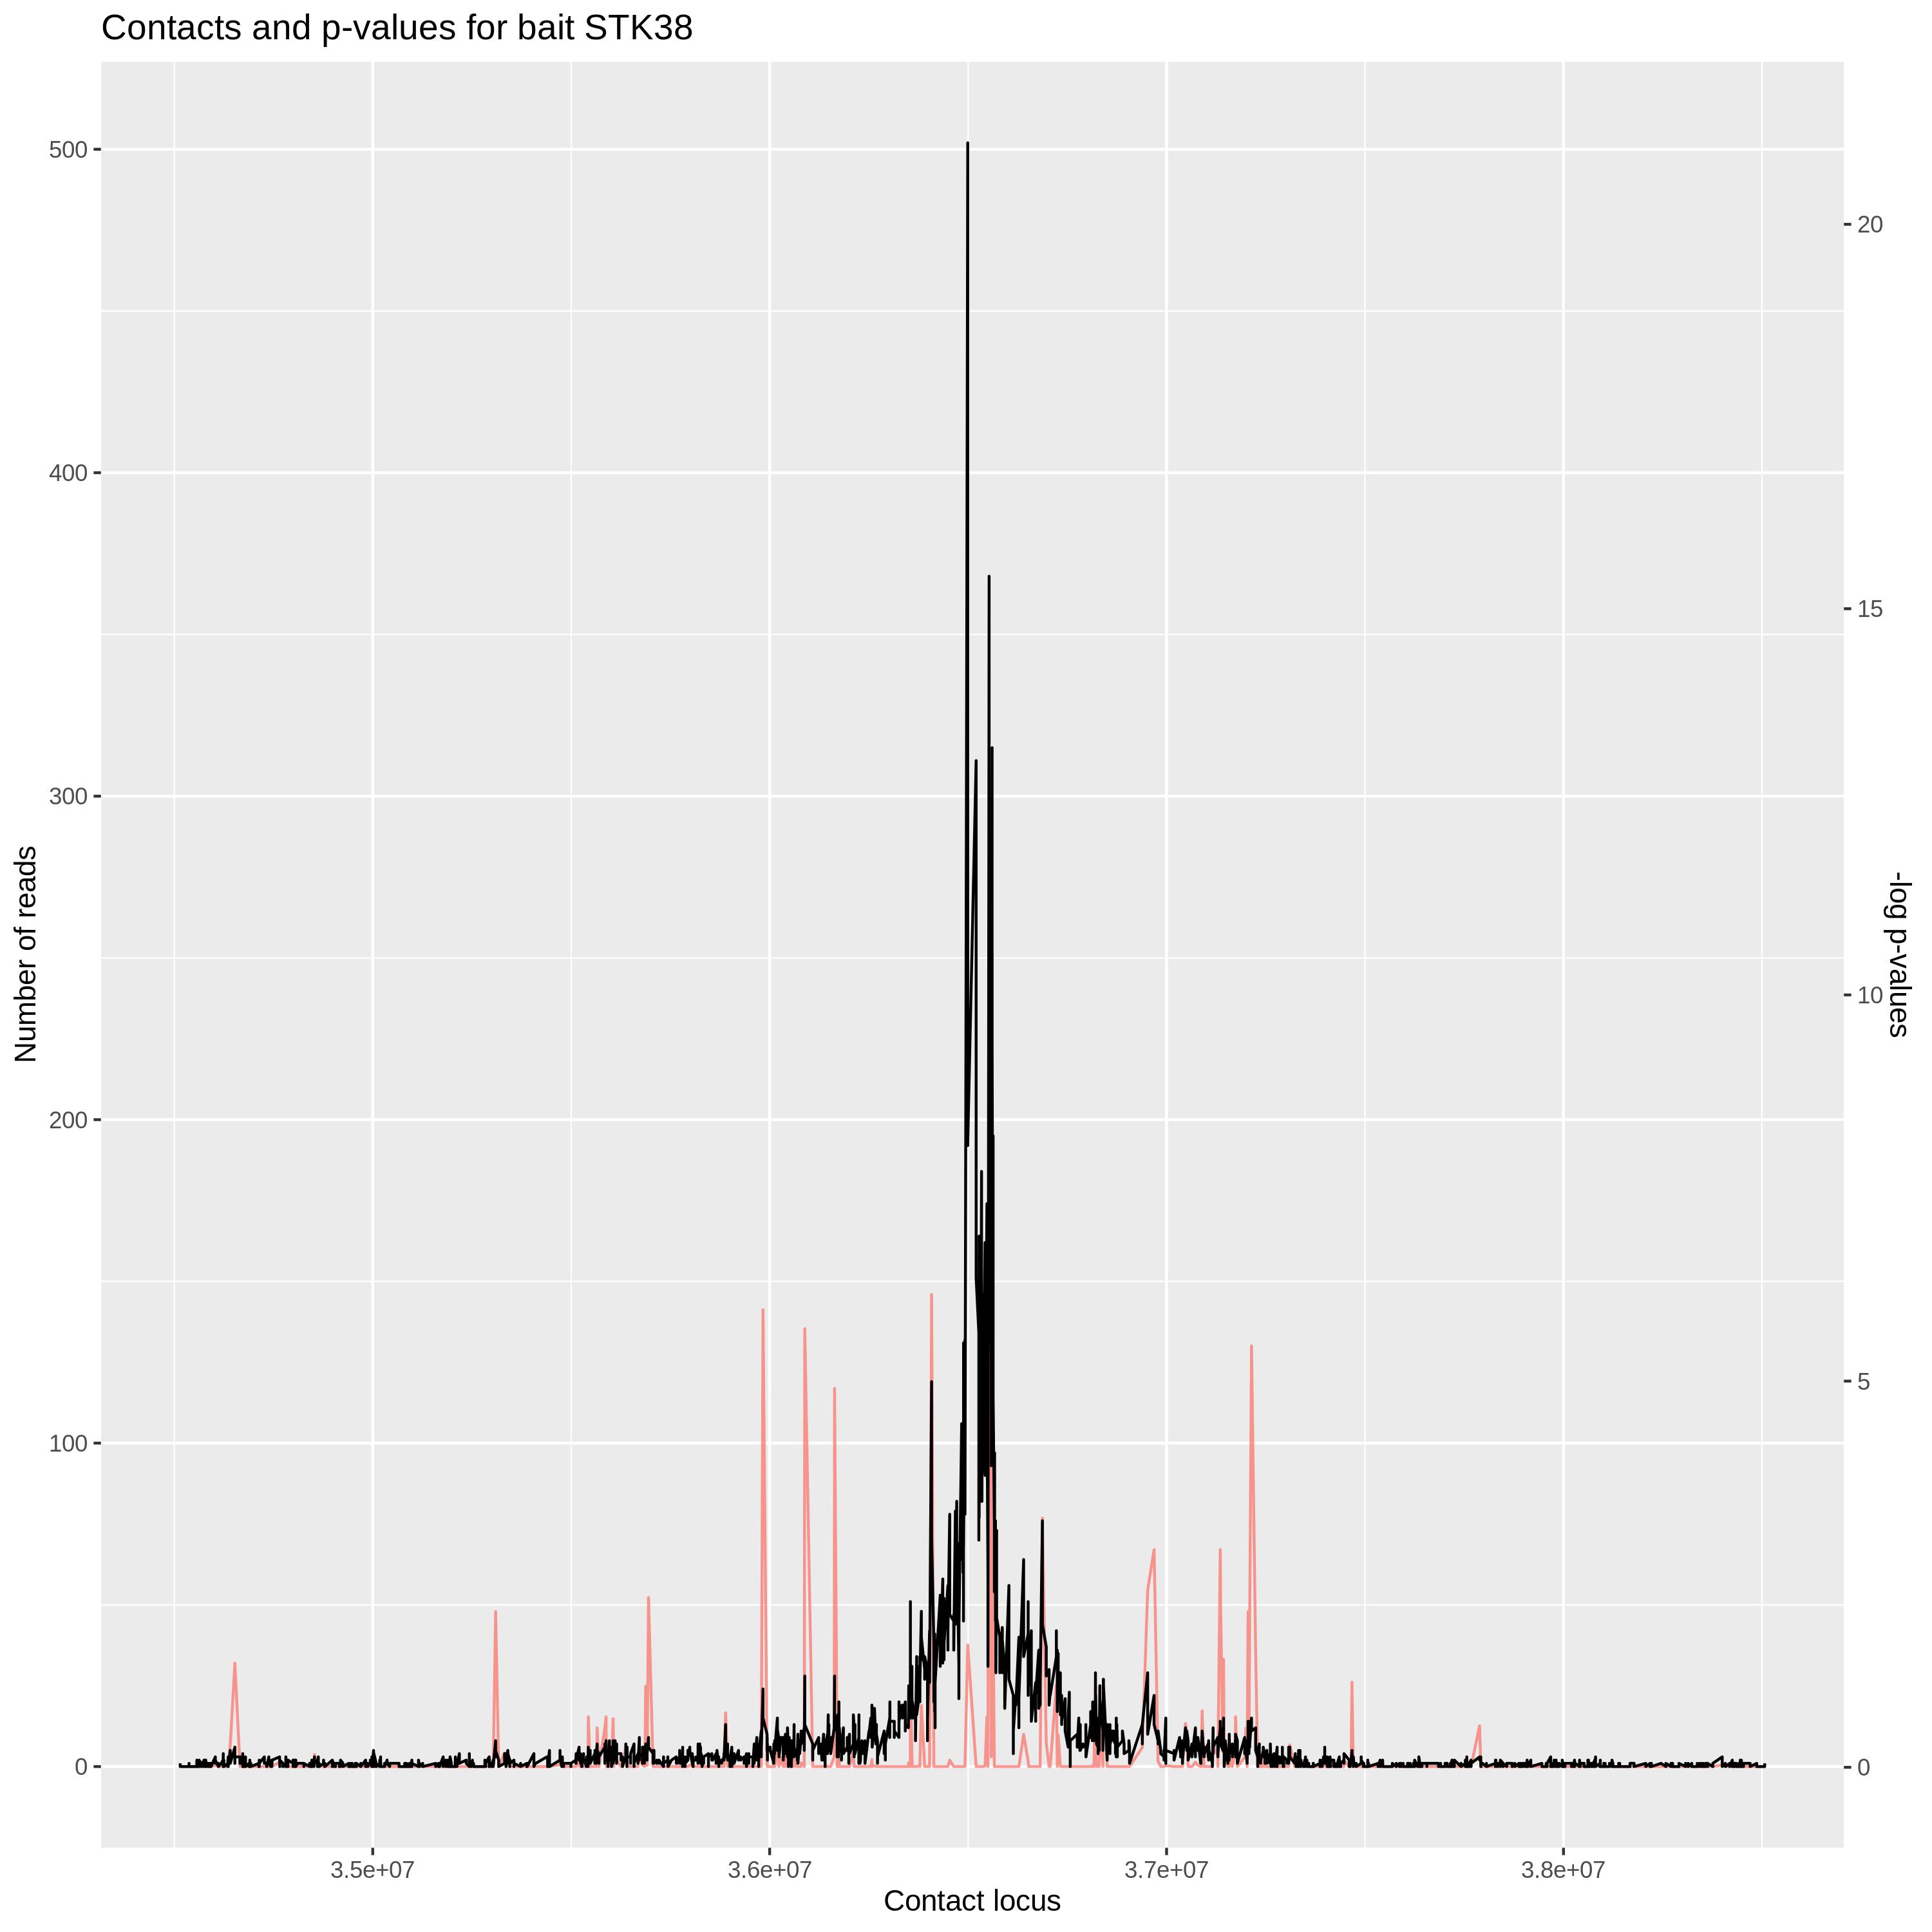 Contacts and p-values for bait STK38
500
400
300
200
100
0
Number of reads
20
15
10
5
0
-log p-values
3.5e+07
3.6e+07
3.7e+07
3.8e+07
Contact locus